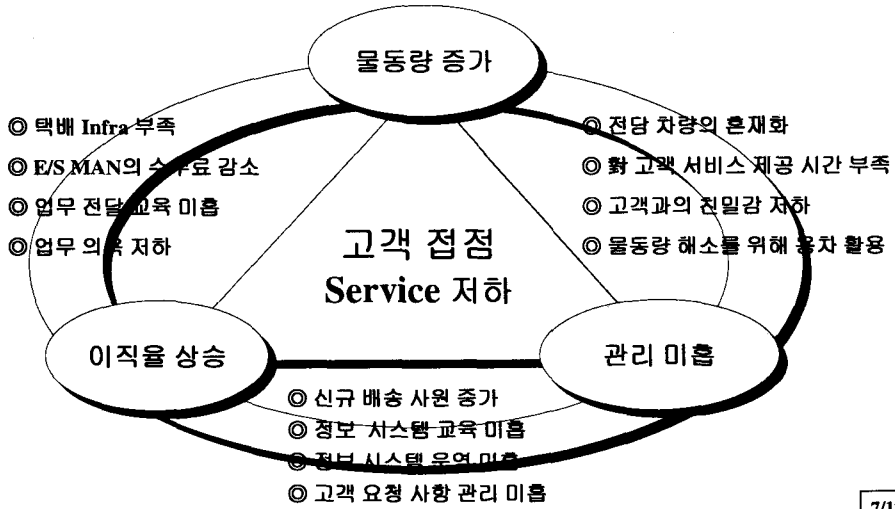 물동량 증가
◎ 택배 Infra 부족
◎ E/S MAN의 수수료 감소
◎ 업무 전달 교육 미흡
◎ 업무 의욕 저하
◎ 전담 차량의 혼재화
◎ 對 고객 서비스 제공 시간 부족
◎ 고객과의 친밀감 저하
◎ 물동량 해소를 위해 용차 활용
고객 접점
Service 저하
이직율 상승
관리 미흡
◎ 신규 배송 사원 증가
◎ 정보 시스템 교육 미흡
◎ 정보 시스템 운영 미흡
◎ 고객 요청 사항 관리 미흡